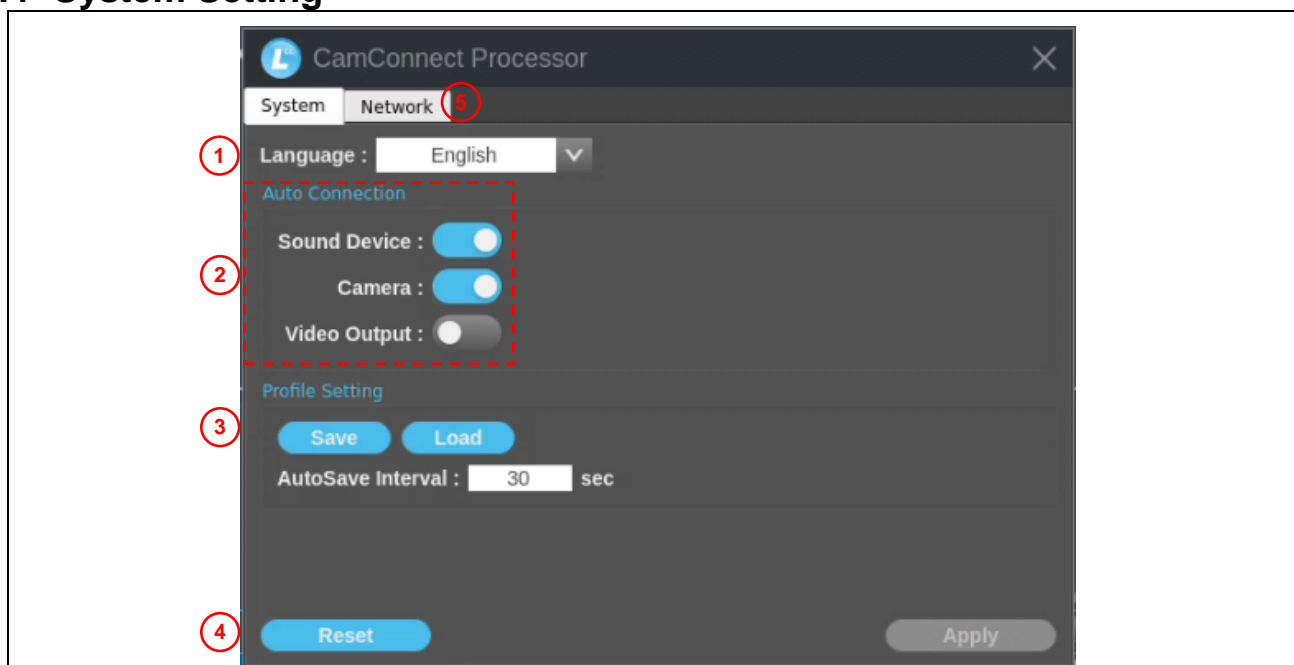 System Setting
CamConnect Processor
System Network 5
1 Language : English
Auto Connection
Sound Device :
2
Camera :
Video Output :
Profile Setting
3
Save Load
AutoSave Interval : 30 sec
4 Reset Apply